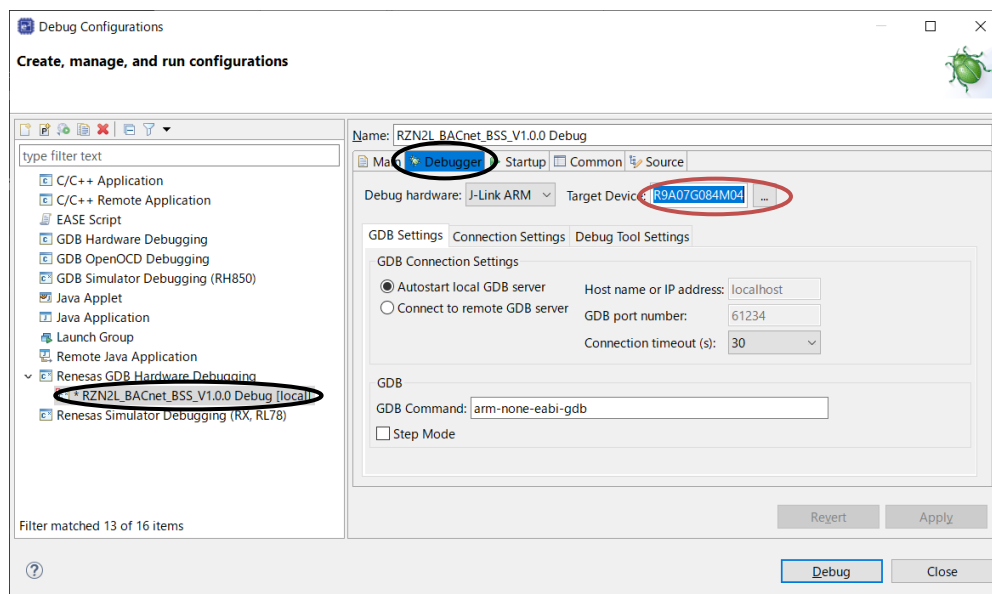 Debug Configurations
Create, manage, and run configurations
type filter text
C/C++ Application
C/C++ Remote Application
EASE Script
GDB Hardware Debugging
GDB OpenOCD Debugging
GDB Simulator Debugging (RH850)
Java Applet
Java Application
Launch Group
Remote Java Application
Renesas GDB Hardware Debugging
* RZN2L_BACnet_BSS_V1.0.0 Debug [local]
Renesas Simulator Debugging (RX, RL78)
Filter matched 13 of 16 items
Name: RZN2L_BACnet_BSS_V1.0.0 Debug
Main Debugger Startup Common Source
Debug hardware: J-Link ARM Target Device: R9A07G084M04 ...
GDB Settings Connection Settings Debug Tool Settings
GDB Connection Settings
Autostart local GDB server
Connect to remote GDB server
Host name or IP address: localhost
GDB port number: 61234
Connection timeout (s): 30
GDB
GDB Command: arm-none-eabi-gdb
Step Mode
Revert Apply
Debug Close